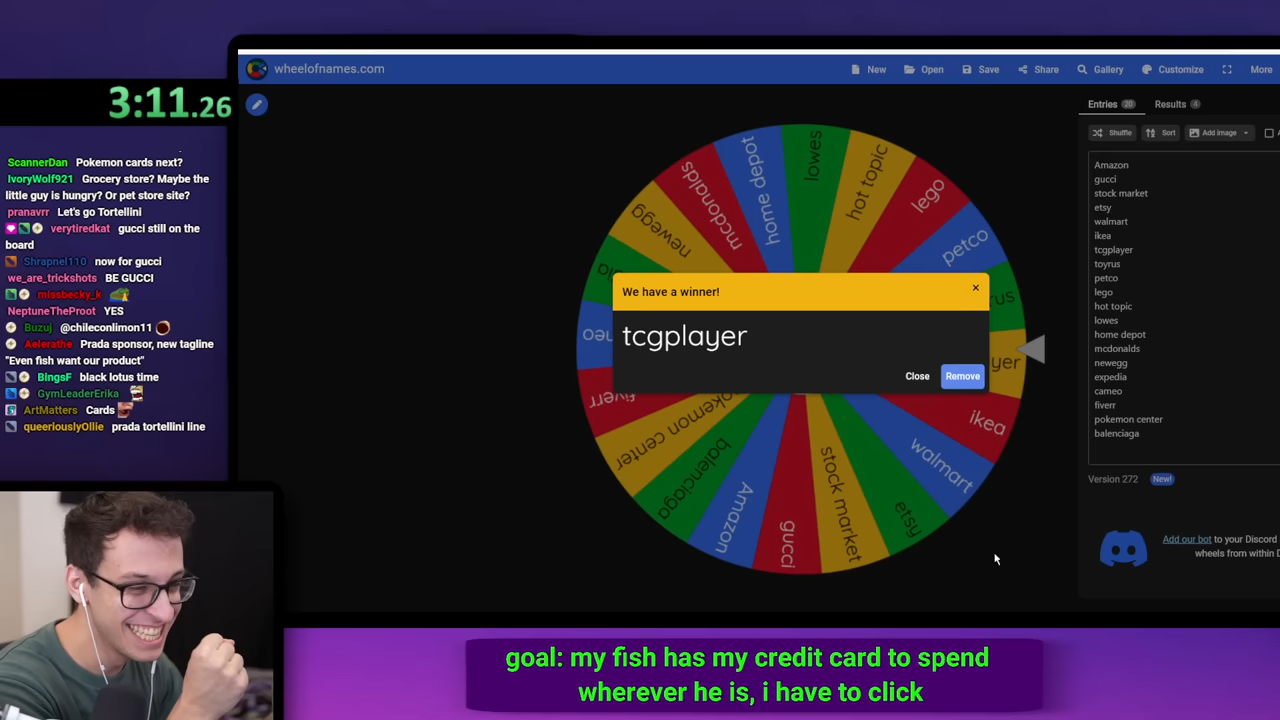 wheelofnames.com
New
Open
Save
Share
Gallery
Customize
More
3:11.26
ScannerDan Pokemon cards next?
IvoryWolf921 Grocery store? Maybe the
little guy is hungry? Or pet store site?
pranavrr Let's go Tortellini
verytiredkat gucci still on the
board
Shrapnel110 now for gucci
we_are_trickshots BE GUCCI
missbecky_k
NeptuneTheProot YES
Buzuj @chileconlimon11
Aelerathe Prada sponsor, new tagline
"Even fish want our product"
BingsF black lotus time
GymLeaderErika
ArtMatters Cards
queeriouslyOllie prada tortellini line
Entries 20
Results 4
Shuffle
Sort
Add image
Amazon
gucci
stock market
etsy
walmart
ikea
tcgplayer
toyrus
petco
lego
hot topic
lowes
home depot
mcdonalds
newegg
expedia
cameo
fiverr
pokemon center
balenciaga
Version 272
New!
Add our bot to your Discord
wheels from within D
newegg
mcdonalds
home depot
lowes
hot topic
lego
petco
rus
yer
ikea
walmart
etsy
stock market
gucci
Amazon
balenciaga
pokemon center
fiverr
We have a winner!
×
tcgplayer
Close
Remove
goal: my fish has my credit card to spend
wherever he is, i have to click